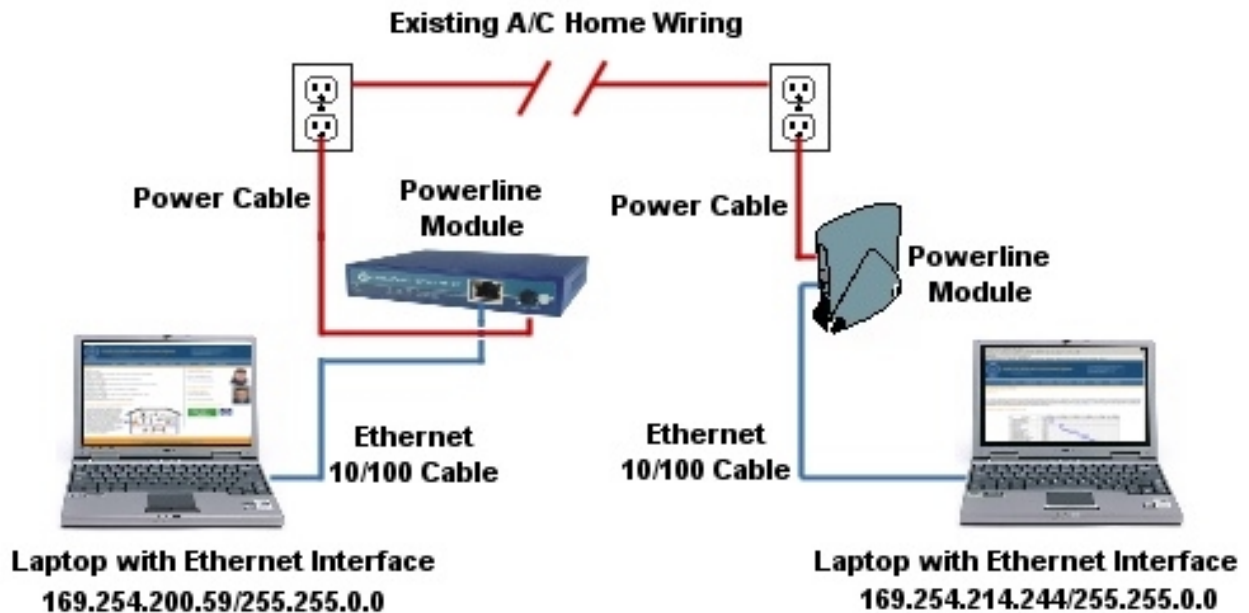 Existing A/C Home Wiring
Power Cable
Powerline
Module
Power Cable
Powerline
Module
Ethernet
10/100 Cable
Ethernet
10/100 Cable
Laptop with Ethernet Interface
169.254.200.59/255.255.0.0
Laptop with Ethernet Interface
169.254.214.244/255.255.0.0